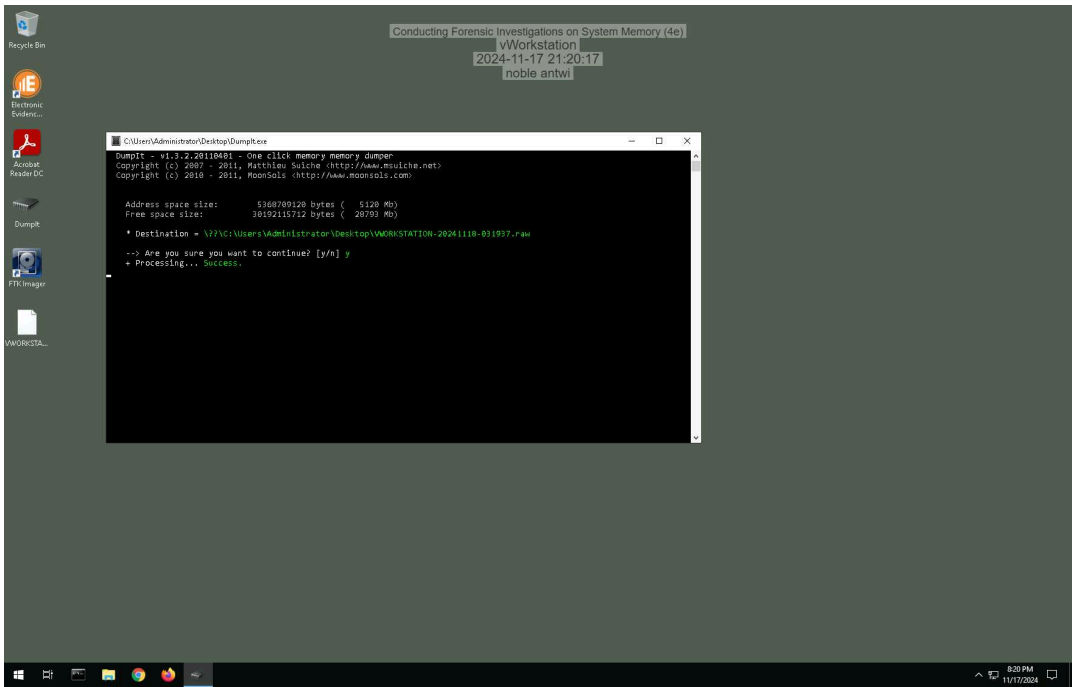 Recycle Bin
Electronic
Evidenc...
Acrobat
Reader DC
DumpIt
FTK Imager
VWORKSTA...
Conducting Forensic Investigations on System Memory (4e)
vWorkstation
2024-11-17 21:20:17
noble antwi
C:\Users\Administrator\Desktop\DumpIt.exe
DumpIt - v1.3.2.20110401 - One click memory memory dumper
Copyright (c) 2007 - 2011, Matthieu Suiche <http://www.msuiche.net>
Copyright (c) 2010 - 2011, MoonSols <http://www.moonsols.com>
Address space size: 5368709120 bytes ( 5120 Mb)
Free space size: 30192115712 bytes ( 28793 Mb)
* Destination = \??\C:\Users\Administrator\Desktop\VWORKSTATION-20241118-031937.raw
--> Are you sure you want to continue? [y/n] y
+ Processing... Success.
8:20 PM
11/17/2024